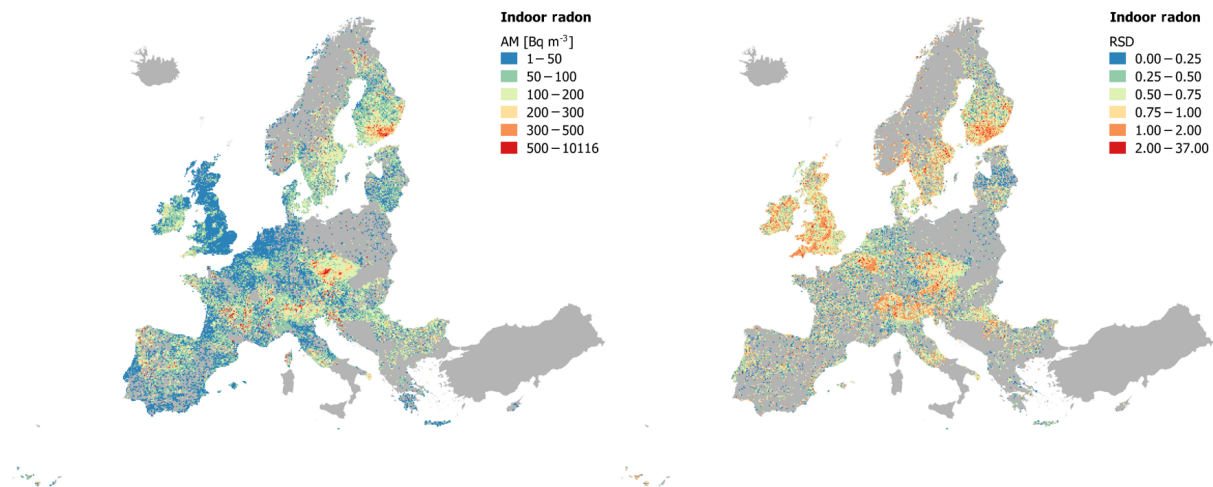 Indoor radon
AM [Bq m⁻³]
1 – 50
50 – 100
100 – 200
200 – 300
300 – 500
500 – 10116
Indoor radon
RSD
0.00 – 0.25
0.25 – 0.50
0.50 – 0.75
0.75 – 1.00
1.00 – 2.00
2.00 – 37.00